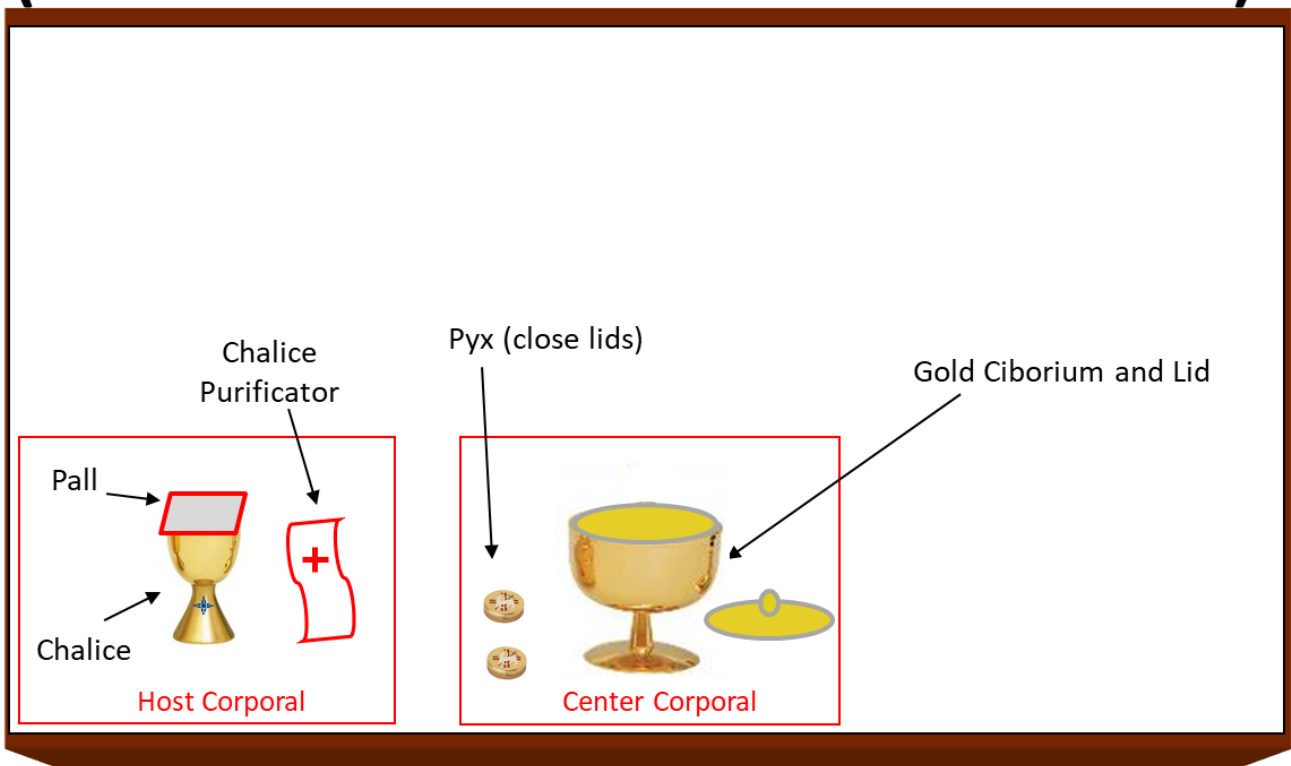 Pyx (close lids)
Chalice
Purificator
Gold Ciborium and Lid
Pall
Chalice
Host Corporal
Center Corporal